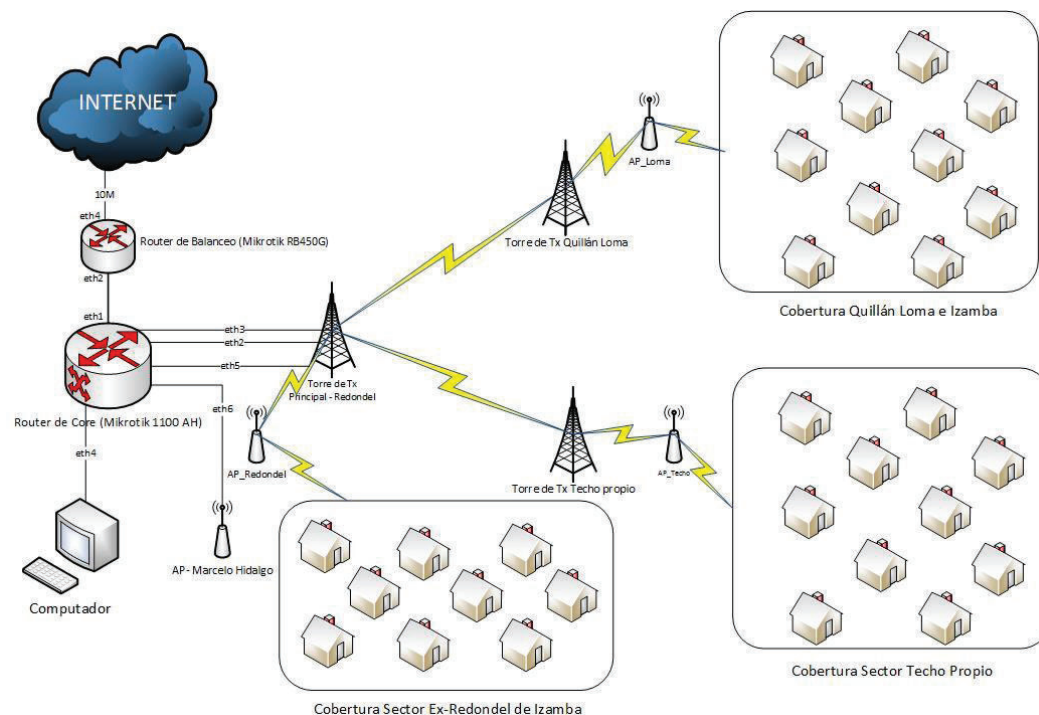 INTERNET
10M
eth4
Router de Balanceo (Mikrotik RB450G)
eth2
eth1
eth3
eth2
eth5
eth6
Router de Core (Mikrotik 1100 AH)
eth4
Computador
AP- Marcelo Hidalgo
AP_Redondel
Torre de Tx
Principal - Redondel
Torre de Tx Quillán Loma
AP_Loma
Cobertura Quillán Loma e Izamba
Torre de Tx Techo propio
AP_Techo
Cobertura Sector Techo Propio
Cobertura Sector Ex-Redondel de Izamba